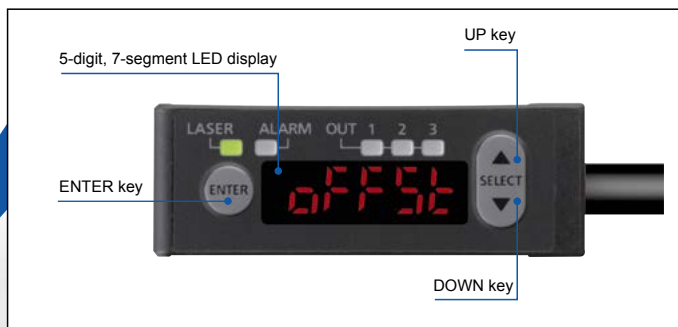 UP key
5-digit, 7-segment LED display
LASER ALARM OUT 1 2 3
ENTER
oFFSt
SELECT
ENTER key
DOWN key